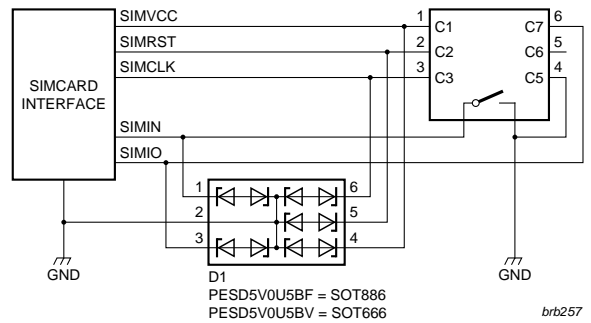 SIMCARD
INTERFACE
SIMVCC
SIMRST
SIMCLK
SIMIN
SIMIO
1
2
3
C1
C2
C3
C7
C6
C5
6
5
4
1
2
3
6
5
4
GND
GND
D1
PESD5V0U5BF = SOT886
PESD5V0U5BV = SOT666
brb257